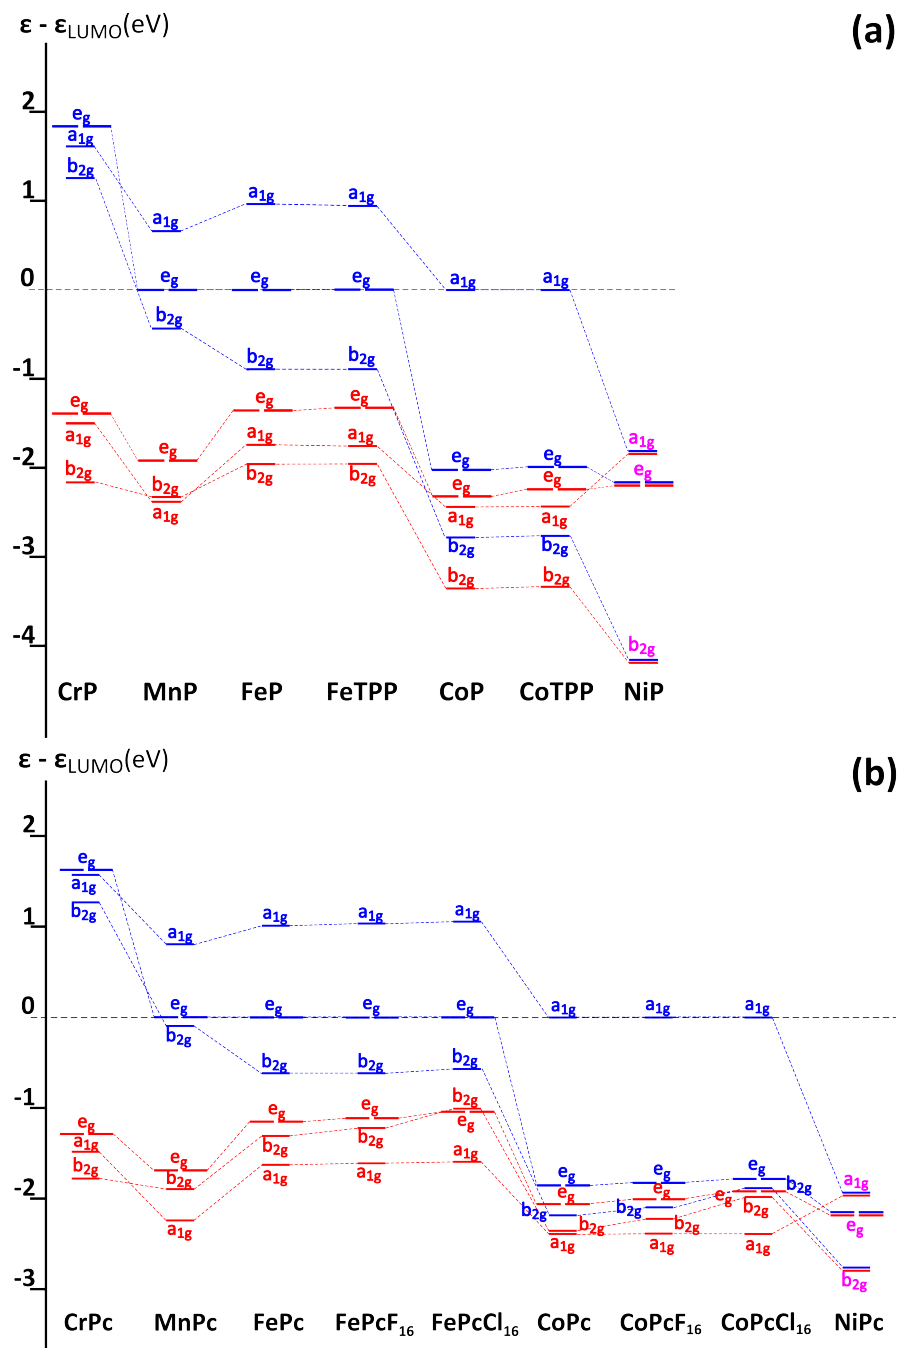 ε - εLUMO(eV)
(a)
2
eg
a1g
b2g
1
a1g a1g a1g
0
eg eg eg a1g a1g
b2g
b2g b2g
-1
eg eg eg
a1g a1g a1g a1g
eg
b2g b2g b2g b2g
a1g
-2
eg eg eg
eg eg
a1g a1g
b2g b2g
-3
b2g b2g
-4
b2g
CrP MnP FeP FeTPP CoP CoTPP NiP
ε - εLUMO(eV)
(b)
2
eg
a1g
b2g
1
a1g a1g a1g a1g
0
eg eg eg eg a1g a1g a1g
b2g
b2g b2g b2g
-1
eg eg eg b2g
eg
a1g b2g b2g
b2g eg a1g a1g a1g
b2g
a1g
-2
eg eg eg b2g a1g
eg eg eg
b2g b2g b2g
b2g b2g eg
a1g a1g a1g
b2g
-3
CrPc MnPc FePc FePcF16 FePcCl16 CoPc CoPcF16 CoPcCl16 NiPc